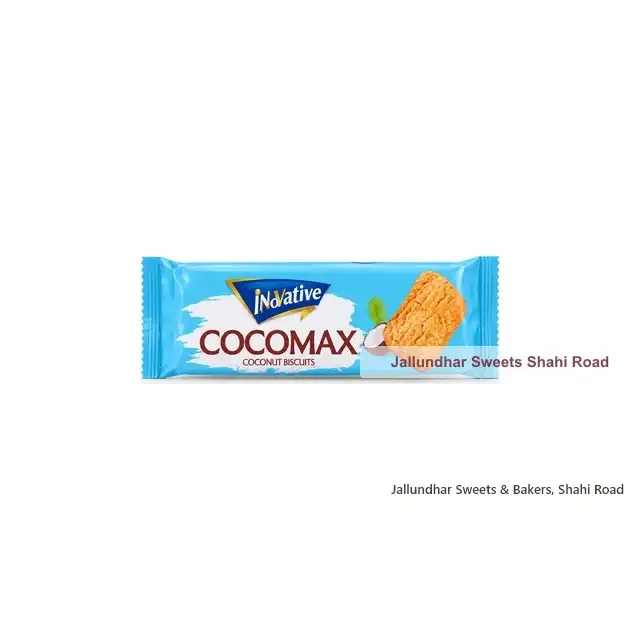 iNovative
COCOMAX
COCONUT BISCUITS
Jallundhar Sweets Shahi Road
Jallundhar Sweets & Bakers, Shahi Road